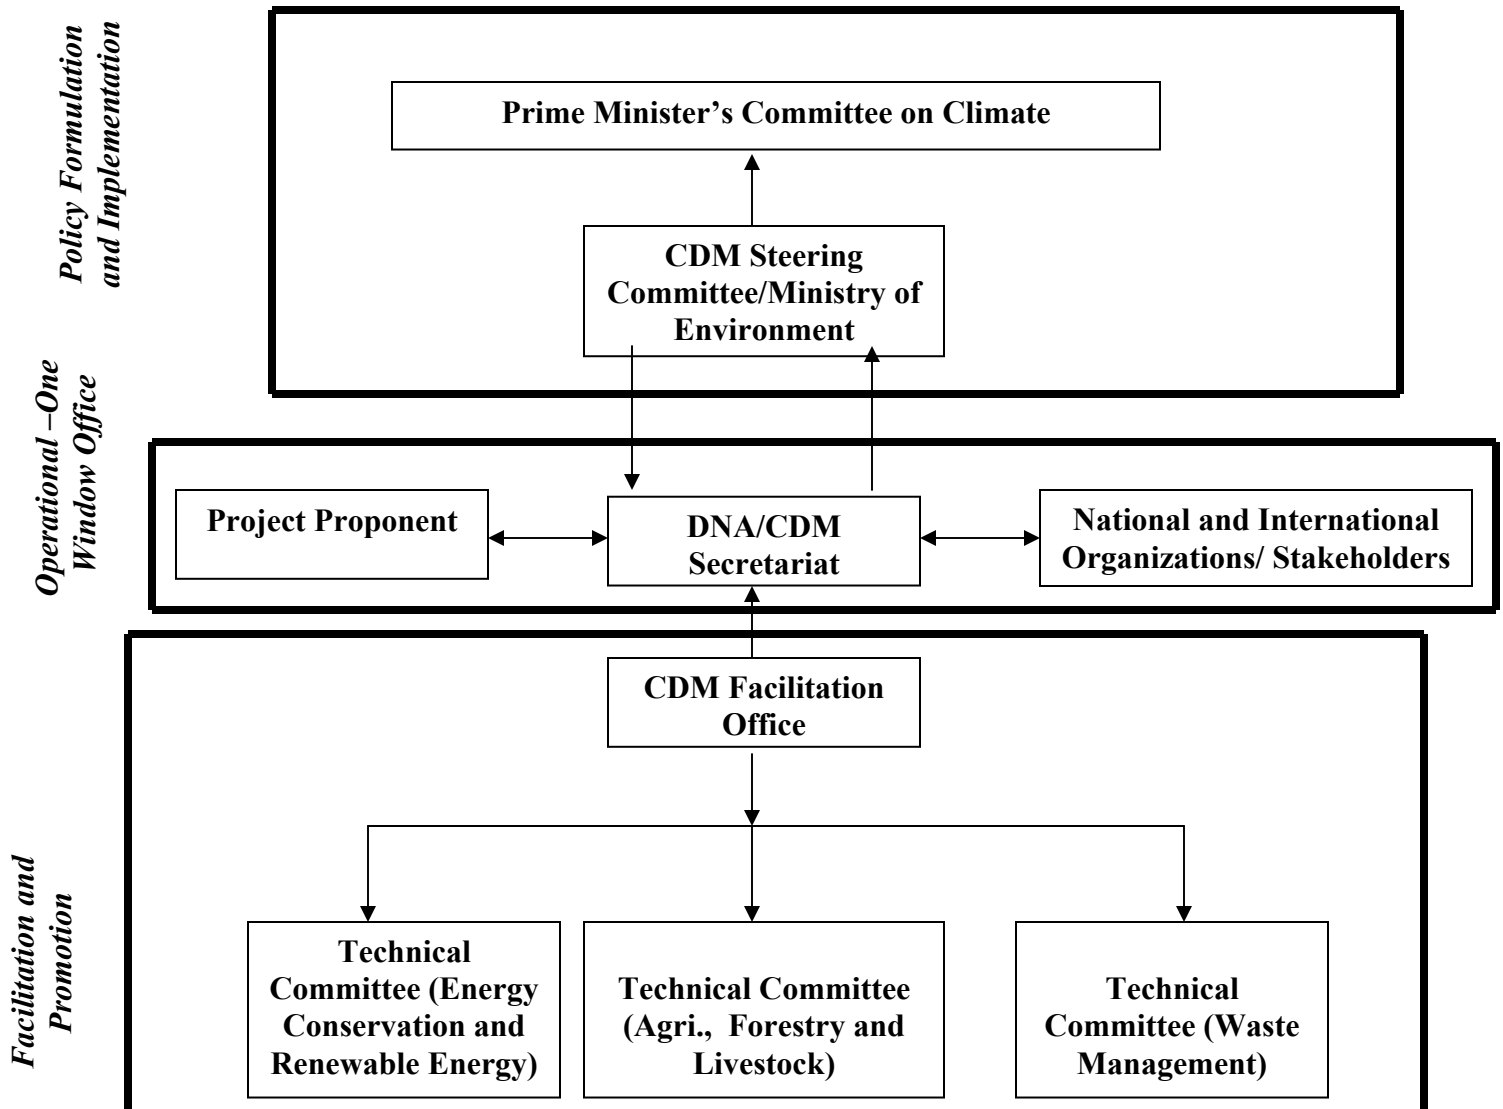 Policy Formulation
and Implementation
Prime Minister’s Committee on Climate
CDM Steering
Committee/Ministry of
Environment
Operational –One
Window Office
Project Proponent
DNA/CDM
Secretariat
National and International
Organizations/ Stakeholders
Facilitation and
Promotion
CDM Facilitation
Office
Technical
Committee (Energy
Conservation and
Renewable Energy)
Technical Committee
(Agri.,  Forestry and
Livestock)
Technical
Committee (Waste
Management)